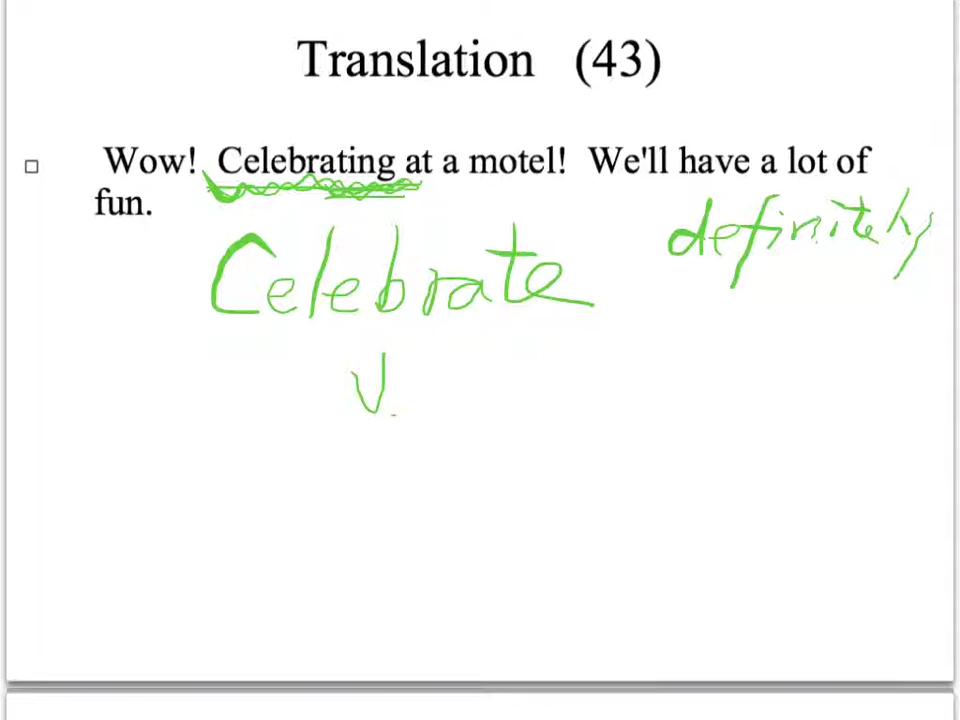 Translation (43)
Wow! Celebrating at a motel! We'll have a lot of
fun.
definitely
Celebrate
V.